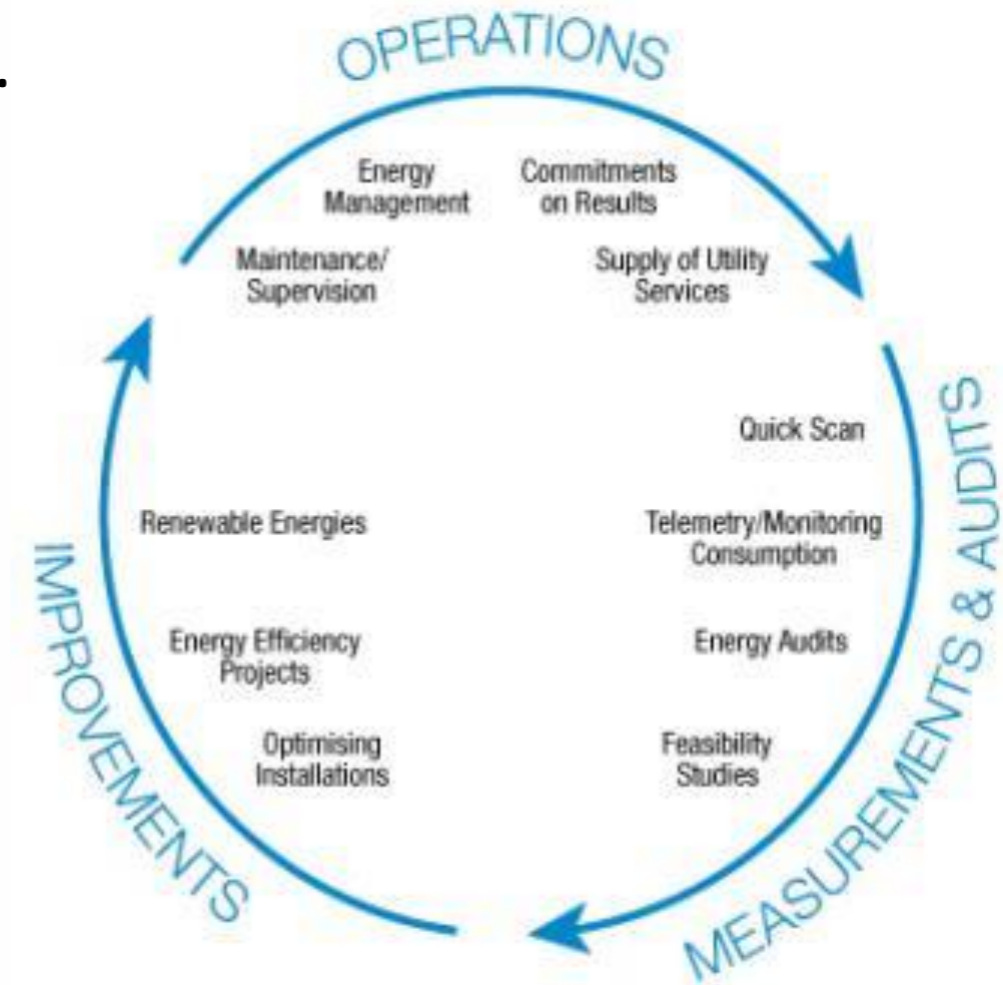 OPERATIONS
Energy
Management
Commitments
on Results
Maintenance/
Supervision
Supply of Utility
Services
Quick Scan
Telemetry/Monitoring
Consumption
Energy Audits
Feasibility
Studies
MEASUREMENTS & AUDITS
Renewable Energies
Energy Efficiency
Projects
Optimising
Installations
IMPROVEMENTS
.